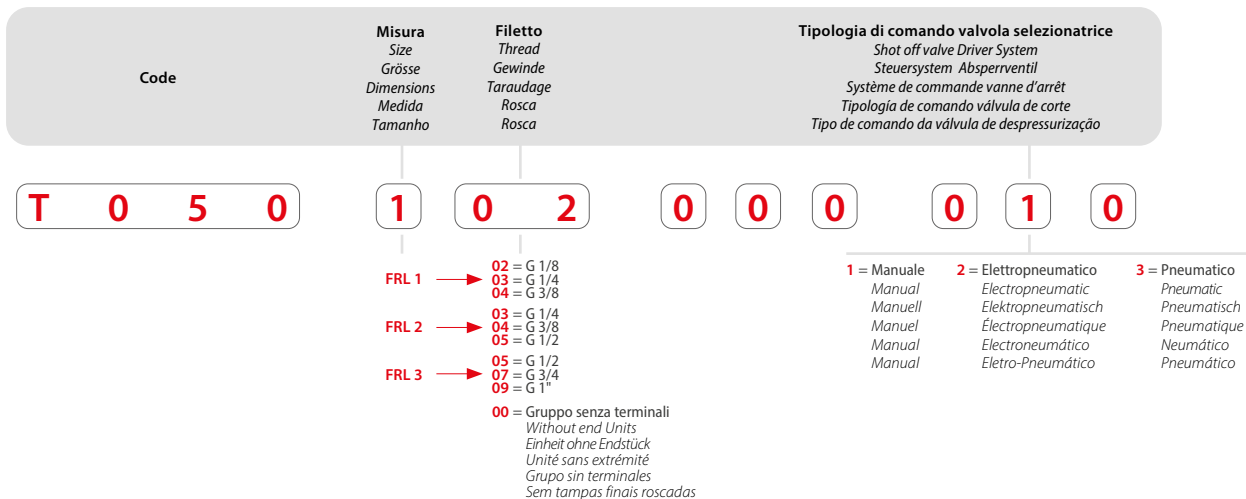 Code
Misura
Size
Grösse
Dimensions
Medida
Tamanho
Filetto
Thread
Gewinde
Taraudage
Rosca
Rosca
Tipologia di comando valvola selezionatrice
Shot off valve Driver System
Steuersystem Absperrventil
Système de commande vanne d'arrêt
Tipología de comando válvula de corte
Tipo de comando da válvula de despressurização
T 0 5 0 1 0 2 0 0 0 0 1 0
FRL 1
02 = G 1/8
03 = G 1/4
04 = G 3/8
FRL 2
03 = G 1/4
04 = G 3/8
05 = G 1/2
FRL 3
05 = G 1/2
07 = G 3/4
09 = G 1"
00 = Gruppo senza terminali
Without end Units
Einheit ohne Endstück
Unité sans extrémité
Grupo sin terminales
Sem tampas finais roscadas
1 = Manuale
Manual
Manuell
Manuel
Manual
Manual
2 = Elettropneumatico
Electropneumatic
Elektropneumatisch
Électropneumatique
Electroneumático
Eletro-Pneumático
3 = Pneumatico
Pneumatic
Pneumatisch
Pneumatique
Neumático
Pneumático